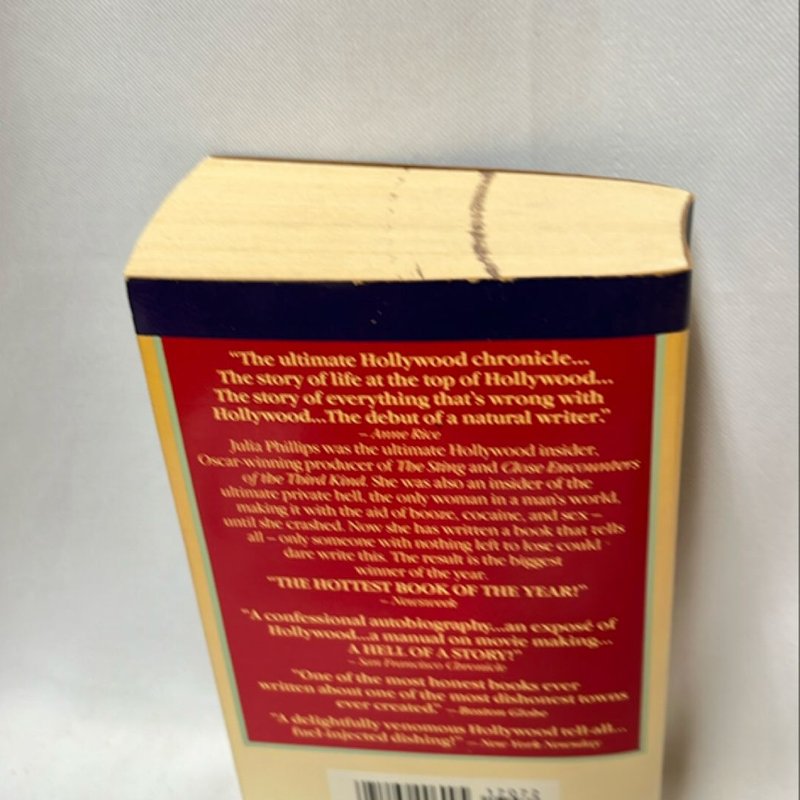 "The ultimate Hollywood chronicle...
The story of life at the top of Hollywood...
The story of everything that's wrong with
Hollywood...The debut of a natural writer."
– Anne Rice
Julia Phillips was the ultimate Hollywood insider,
Oscar-winning producer of The Sting and Close Encounters
of the Third Kind. She was also an insider of the
ultimate private hell, the only woman in a man's world,
making it with the aid of booze, cocaine, and sex –
until she crashed. Now she has written a book that tells
all – only someone with nothing left to lose could
dare write this. The result is the biggest
winner of the year.
"THE HOTTEST BOOK OF THE YEAR!"
– Newsweek
"A confessional autobiography...an exposé of
Hollywood...a manual on movie making...
A HELL OF A STORY!"
– San Francisco Chronicle
"One of the most honest books ever
written about one of the most dishonest towns
ever created." – Boston Globe
"A delightfully venomous Hollywood tell-all...
fuel-injected dishing!" – New York Newsday